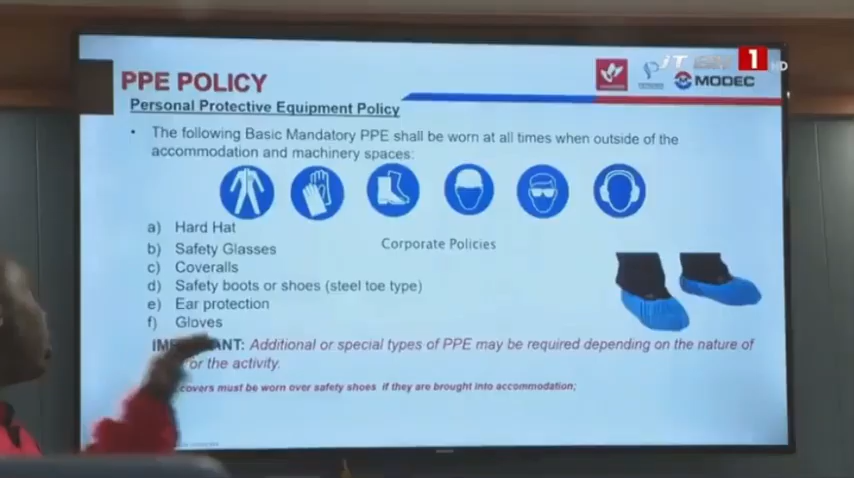 PPE POLICY
1
HD
MODEC
Personal Protective Equipment Policy
• The following Basic Mandatory PPE shall be worn at all times when outside of the
accommodation and machinery spaces:
a) Hard Hat
b) Safety Glasses
Corporate Policies
c) Coveralls
d) Safety boots or shoes (steel toe type)
e) Ear protection
f) Gloves
Additional or special types of PPE may be required depending on the nature of
or the activity.
covers must be worn over safety shoes if they are brought into accommodation;